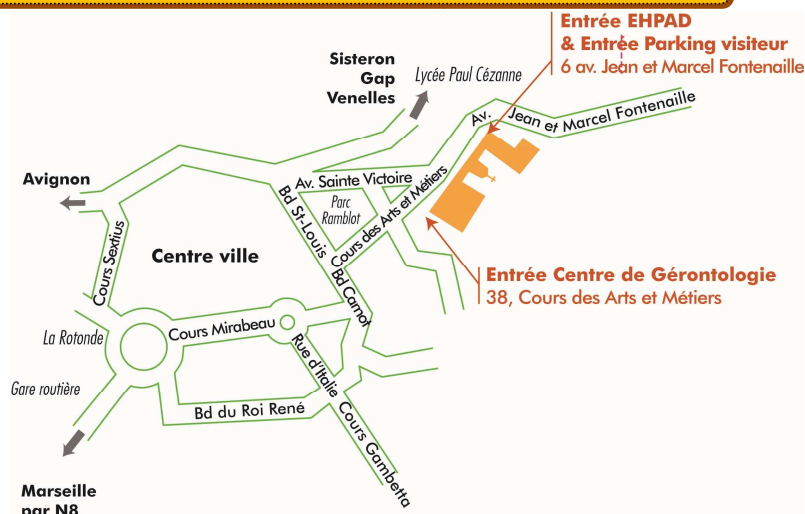 Entrée EHPAD
& Entrée Parking visiteur
6 av. Jean et Marcel Fontenaille
Sisteron
Gap
Venelles
Lycée Paul Cézanne
Av. Jean et Marcel Fontenaille
Avignon
Av. Sainte Victoire
Parc
Ramblot
Bd St-Louis
Cours des Arts et Métiers
Cours Sextius
Centre ville
Entrée Centre de Gérontologie
38, Cours des Arts et Métiers
Bd Carnot
La Rotonde
Cours Mirabeau
Rue d'Italie
Gare routière
Bd du Roi René
Cours Gambetta
Marseille
par N8